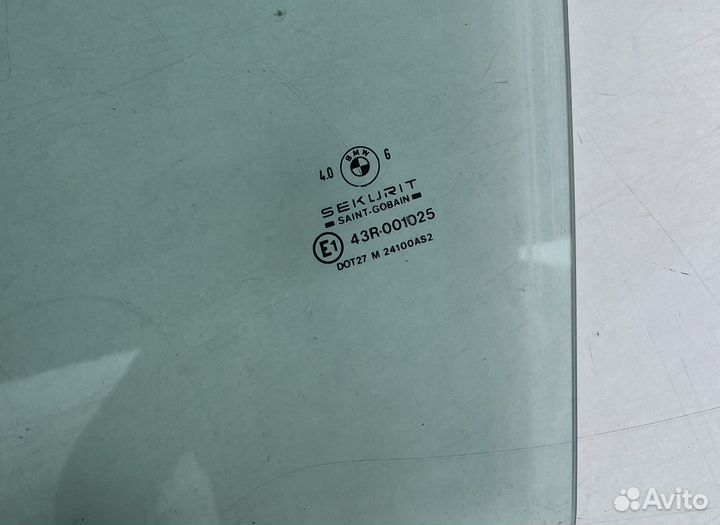 4.0 BMW 6
SEKURIT
SAINT-GOBAIN
E1 43R-001025
DOT27 M 24100AS2
Avito